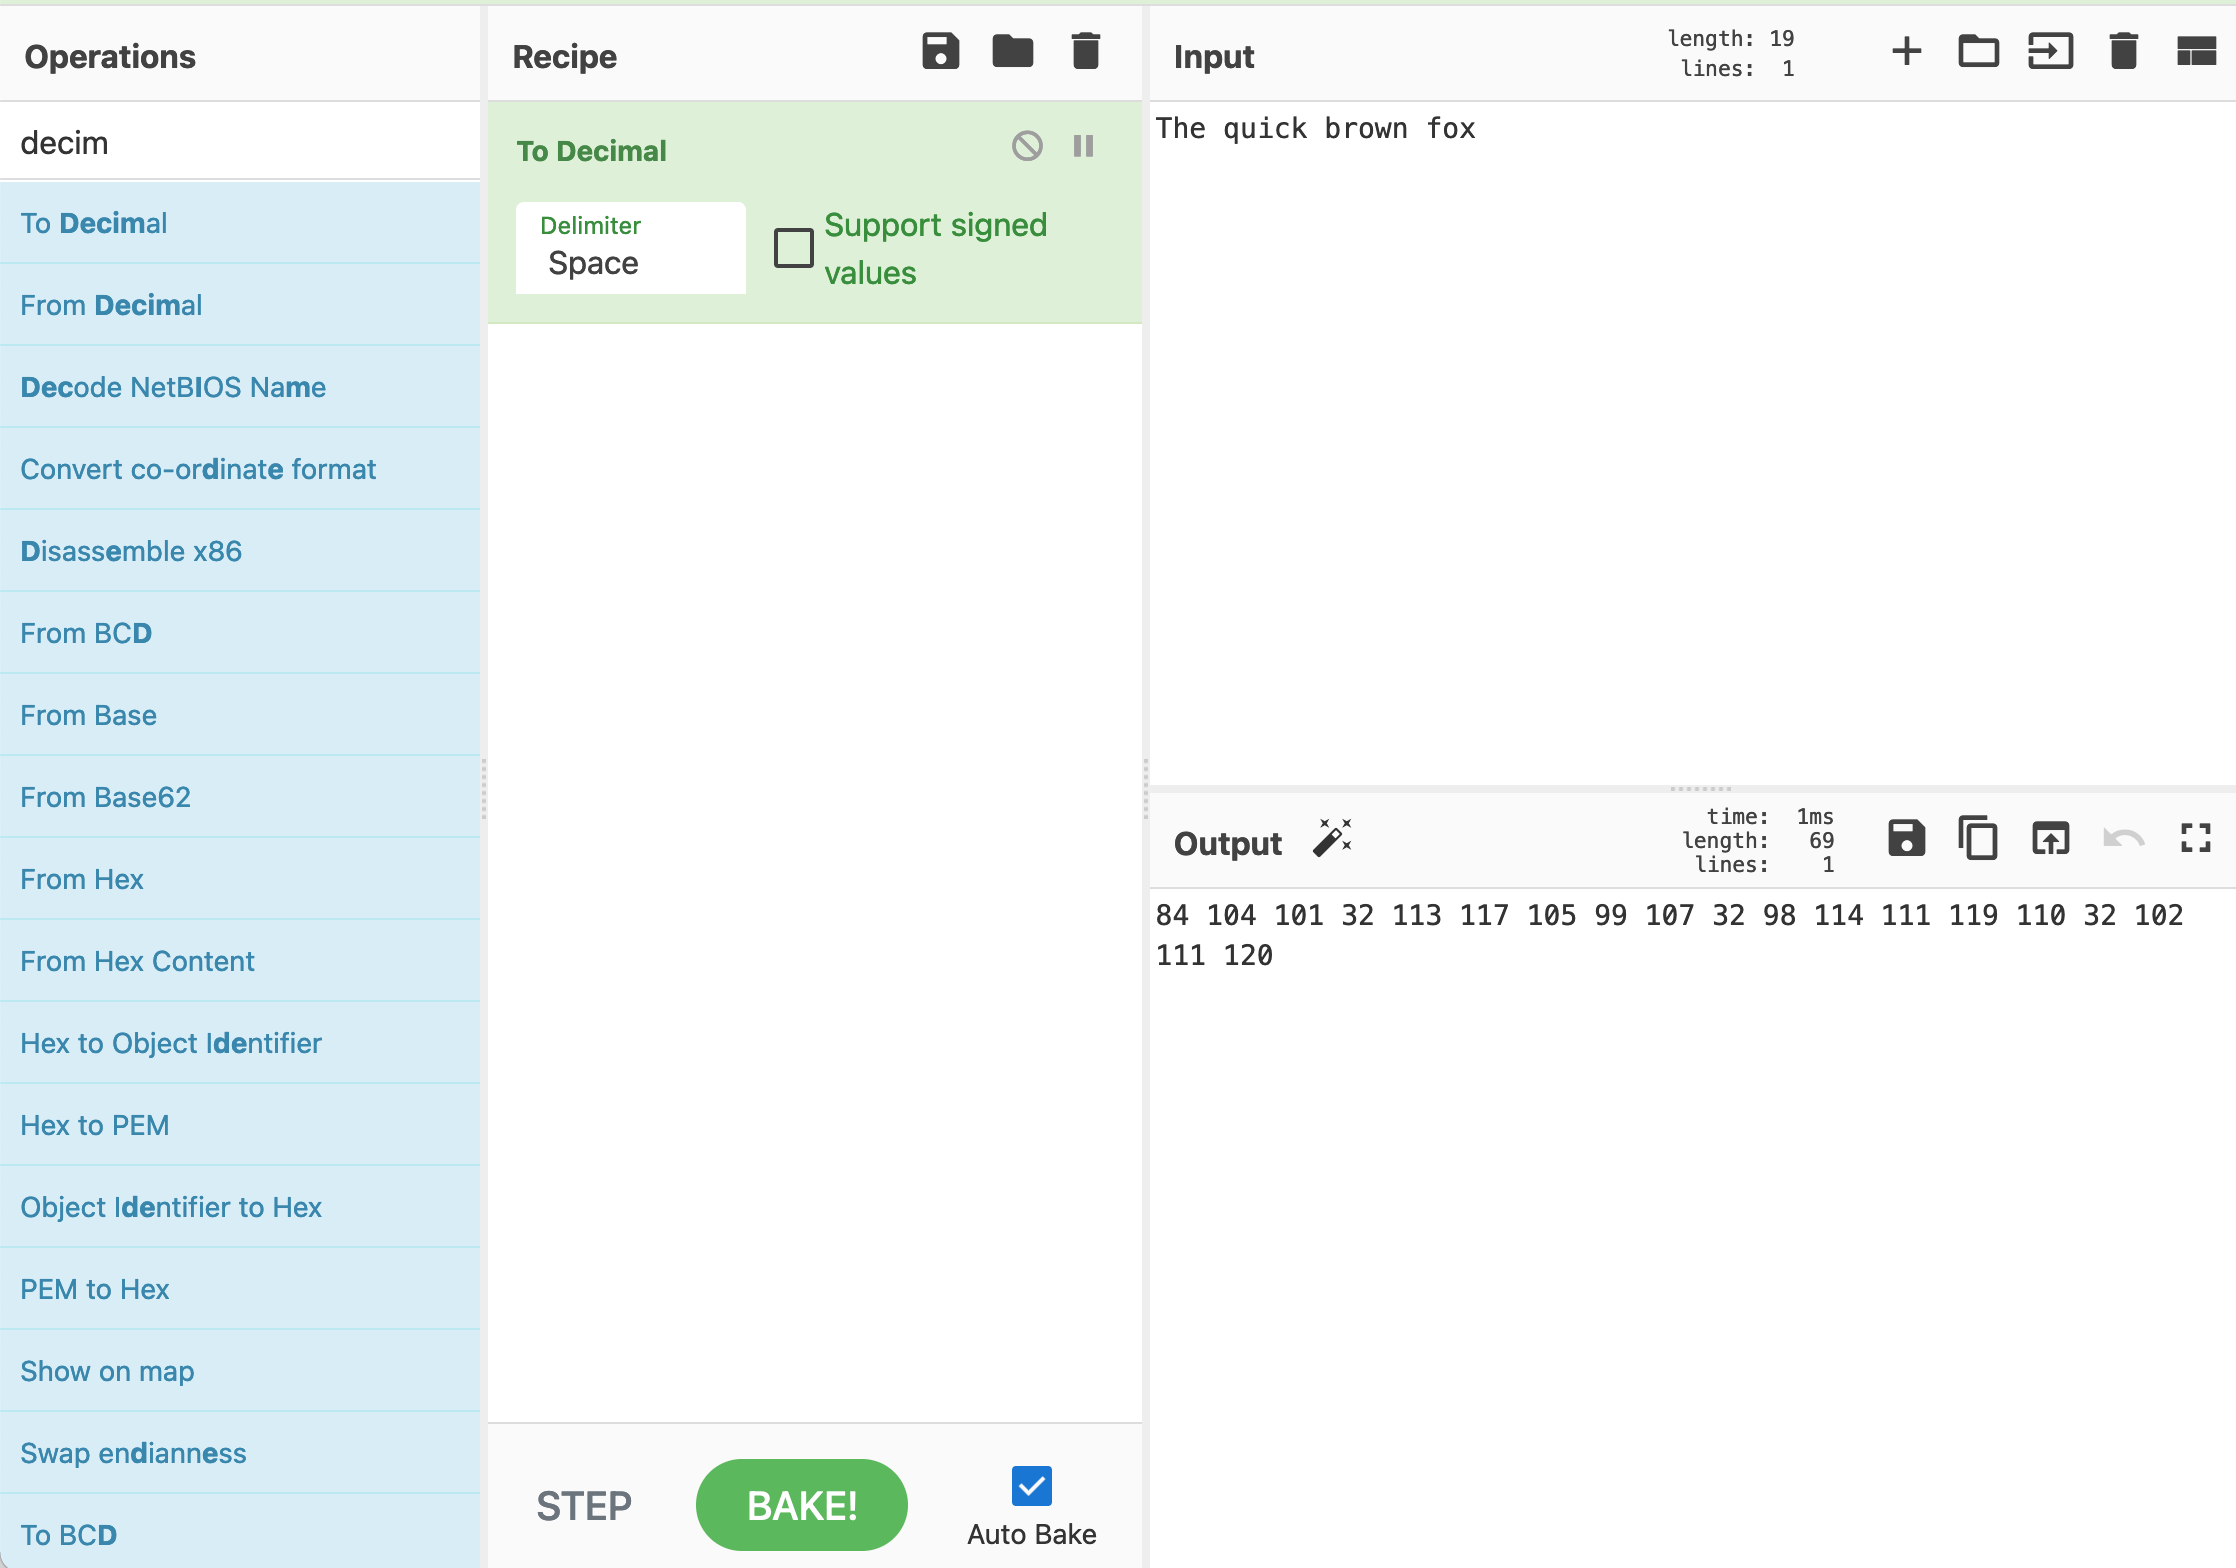 Operations
decim
To Decimal
From Decimal
Decode NetBIOS Name
Convert co-ordinate format
Disassemble x86
From BCD
From Base
From Base62
From Hex
From Hex Content
Hex to Object Identifier
Hex to PEM
Object Identifier to Hex
PEM to Hex
Show on map
Swap endianness
To BCD
Recipe
To Decimal
Delimiter
Space
Support signed
values
STEP
BAKE!
Auto Bake
Input
length: 19
lines: 1
The quick brown fox
Output
time: 1ms
length: 69
lines: 1
84 104 101 32 113 117 105 99 107 32 98 114 111 119 110 32 102
111 120